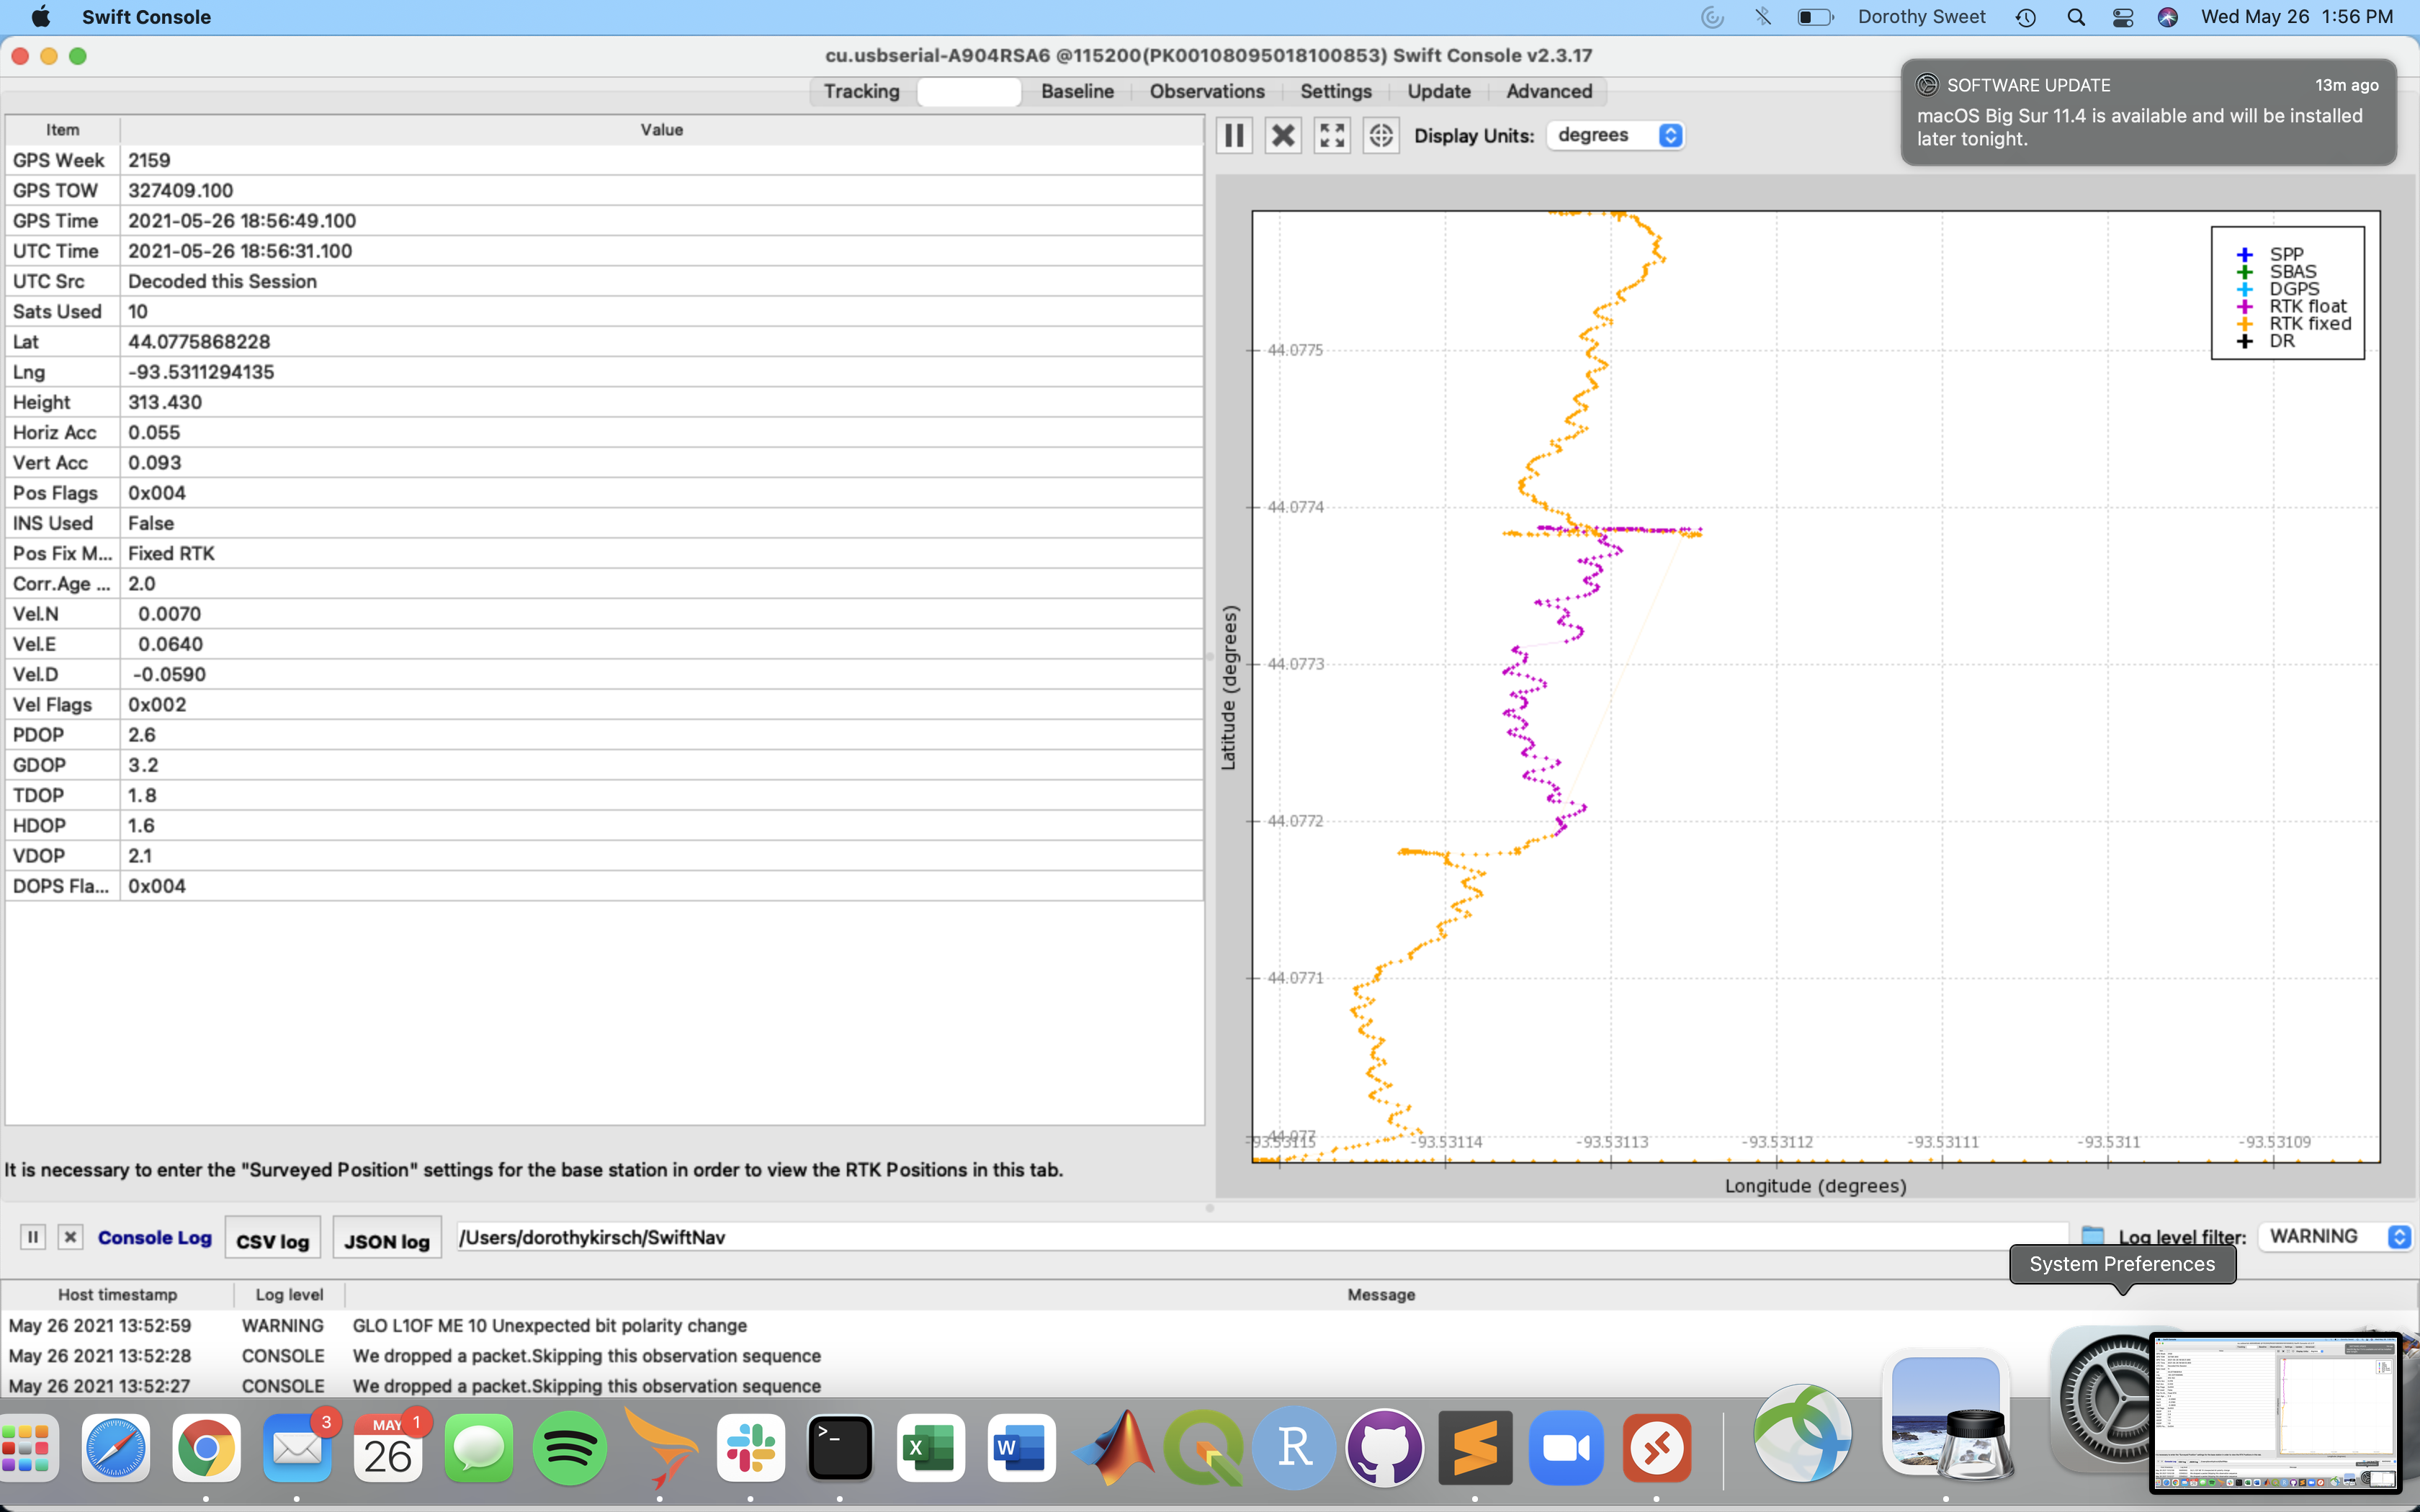 Swift Console
Dorothy Sweet
Wed May 26 1:56 PM
cu.usbserial-A904RSA6 @115200(PK00108095018100853) Swift Console v2.3.17
Tracking
Baseline
Observations
Settings
Update
Advanced
SOFTWARE UPDATE
13m ago
macOS Big Sur 11.4 is available and will be installed
later tonight.
Item Value
GPS Week 2159
GPS TOW 327409.100
GPS Time 2021-05-26 18:56:49.100
UTC Time 2021-05-26 18:56:31.100
UTC Src Decoded this Session
Sats Used 10
Lat 44.0775868228
Lng -93.5311294135
Height 313.430
Horiz Acc 0.055
Vert Acc 0.093
Pos Flags 0x004
INS Used False
Pos Fix M... Fixed RTK
Corr.Age ... 2.0
Vel.N 0.0070
Vel.E 0.0640
Vel.D -0.0590
Vel Flags 0x002
PDOP 2.6
GDOP 3.2
TDOP 1.8
HDOP 1.6
VDOP 2.1
DOPS Fla... 0x004
It is necessary to enter the "Surveyed Position" settings for the base station in order to view the RTK Positions in this tab.
Display Units: degrees
SPP
SBAS
DGPS
RTK float
RTK fixed
DR
Latitude (degrees)
44.0775
44.0774
44.0773
44.0772
44.0771
44.077
-93.53115 -93.53114 -93.53113 -93.53112 -93.53111 -93.5311 -93.53109
Longitude (degrees)
Console Log
CSV log
JSON log
/Users/dorothykirsch/SwiftNav
Log level filter: WARNING
System Preferences
Host timestamp Log level Message
May 26 2021 13:52:59 WARNING GLO L1OF ME 10 Unexpected bit polarity change
May 26 2021 13:52:28 CONSOLE We dropped a packet.Skipping this observation sequence
May 26 2021 13:52:27 CONSOLE We dropped a packet.Skipping this observation sequence
3
MAY
1
26
>_
X
W
R